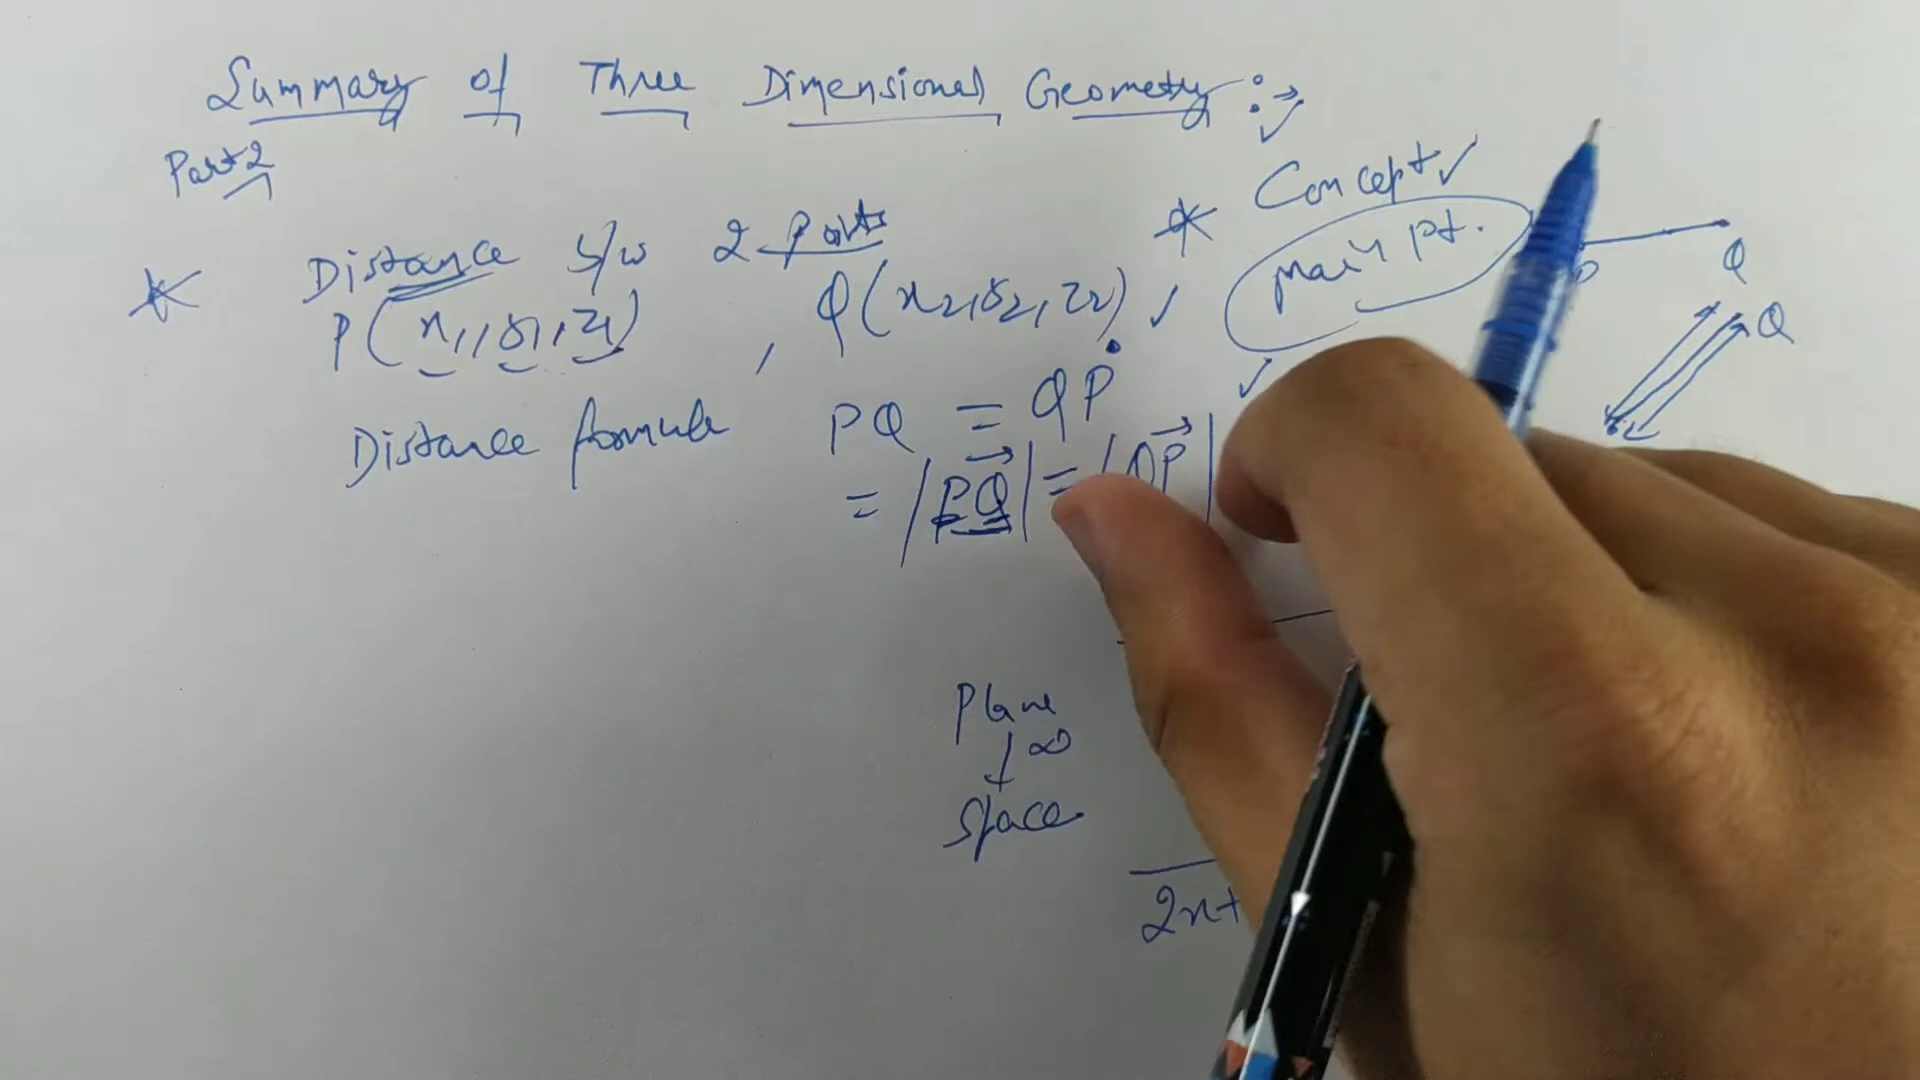 Summary of Three Dimensional Geometry :→
Part 2
* Concept ✓
* Distance b/w 2 Points
main pt.
P(x1, y1, z1) , Q(x2, y2, z2) ✓
P Q
Q
Distance formula PQ = QP
= |PQ| = |QP|
Plane
↓ ∞
Space
2x+